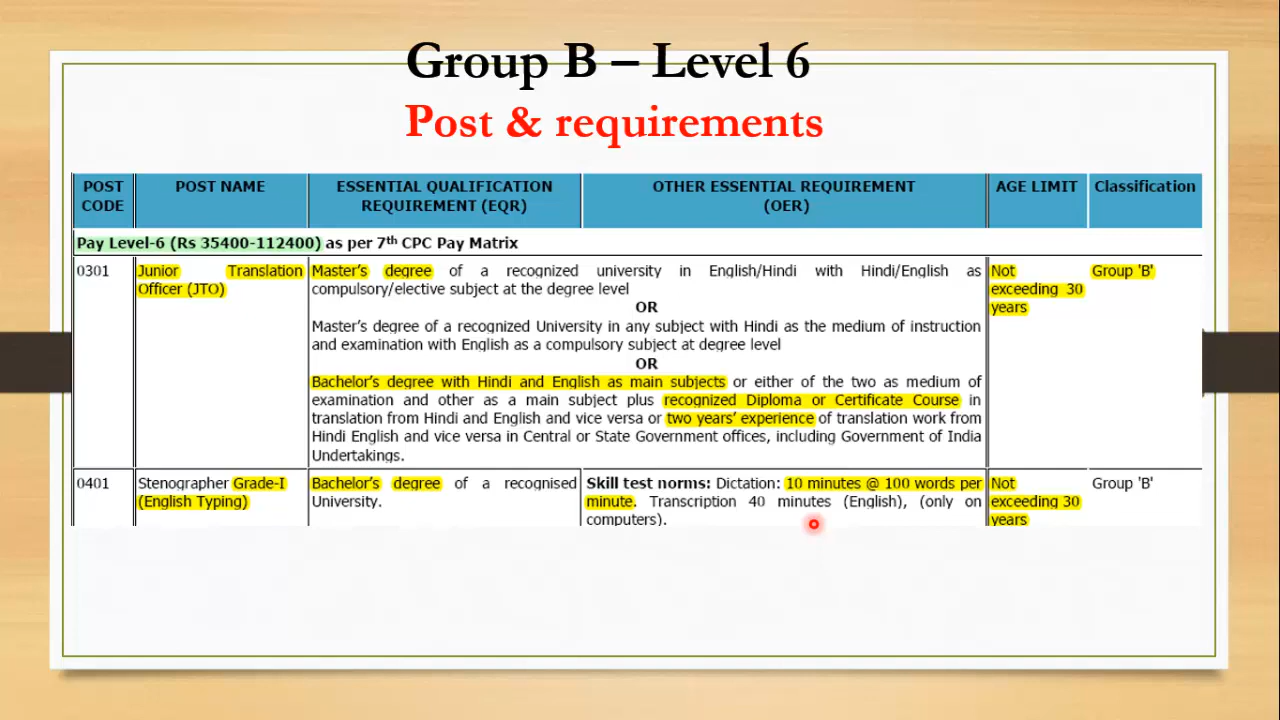 Group B – Level 6
Post & requirements
POST CODE POST NAME ESSENTIAL QUALIFICATION REQUIREMENT (EQR) OTHER ESSENTIAL REQUIREMENT (OER) AGE LIMIT Classification
Pay Level-6 (Rs 35400-112400) as per 7th CPC Pay Matrix
0301
Junior Translation
Officer (JTO)
Master’s degree of a recognized university in English/Hindi with Hindi/English as
compulsory/elective subject at the degree level
OR
Master’s degree of a recognized University in any subject with Hindi as the medium of instruction
and examination with English as a compulsory subject at degree level
OR
Bachelor’s degree with Hindi and English as main subjects or either of the two as medium of
examination and other as a main subject plus recognized Diploma or Certificate Course in
translation from Hindi and English and vice versa or two years’ experience of translation work from
Hindi English and vice versa in Central or State Government offices, including Government of India
Undertakings.
Not
exceeding 30
years
Group 'B'
0401
Stenographer Grade-I
(English Typing)
Bachelor’s degree of a recognised
University.
Skill test norms: Dictation: 10 minutes @ 100 words per
minute. Transcription 40 minutes (English), (only on
computers).
Not
exceeding 30
years
Group 'B'